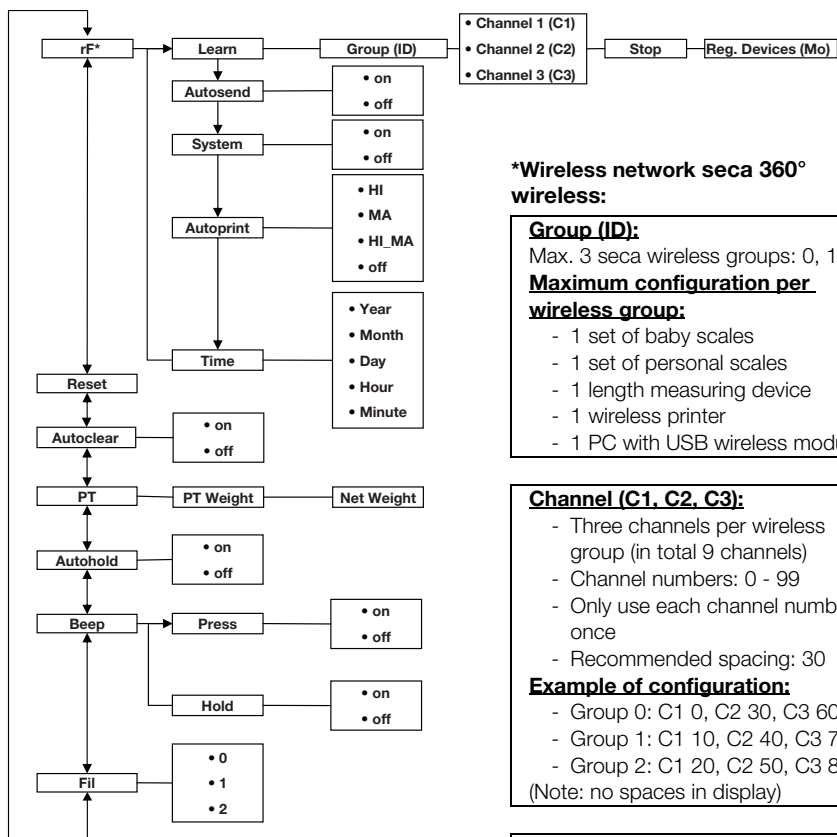 rF*
Learn
Group (ID)
• Channel 1 (C1)
• Channel 2 (C2)
• Channel 3 (C3)
Stop
Reg. Devices (Mo)
Autosend
• on
• off
System
• on
• off
Autoprint
• HI
• MA
• HI_MA
• off
Time
• Year
• Month
• Day
• Hour
• Minute
Reset
Autoclear
• on
• off
PT
PT Weight
Net Weight
Autohold
• on
• off
Beep
Press
• on
• off
Hold
• on
• off
Fil
• 0
• 1
• 2
*Wireless network seca 360°
wireless:
Group (ID):
Max. 3 seca wireless groups: 0, 1
Maximum configuration per
wireless group:
- 1 set of baby scales
- 1 set of personal scales
- 1 length measuring device
- 1 wireless printer
- 1 PC with USB wireless
Channel (C1, C2, C3):
- Three channels per wireless
group (in total 9 channels)
- Channel numbers: 0 - 99
- Only use each channel
once
- Recommended spacing: 30
Example of configuration:
- Group 0: C1 0, C2 30, C3 60
- Group 1: C1 10, C2 40, C3
- Group 2: C1 20, C2 50, C3
(Note: no spaces in display)